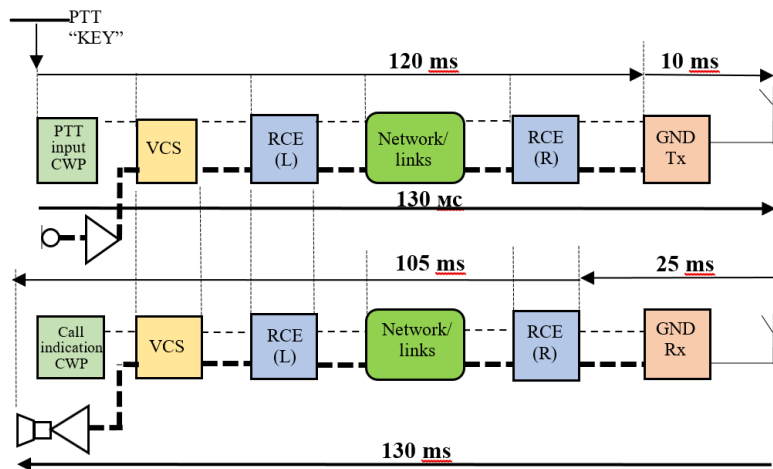 PTT
“KEY”
120 ms
10 ms
PTT
input
CWP
VCS
RCE
(L)
Network/
links
RCE
(R)
GND
Tx
130 мс
105 ms
25 ms
Call
indication
CWP
VCS
RCE
(L)
Network/
links
RCE
(R)
GND
Rx
130 ms